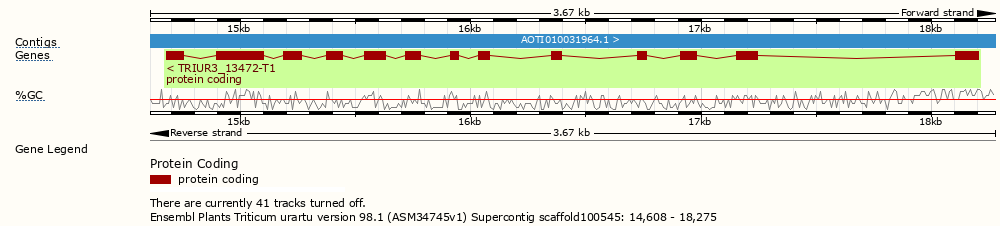 3.67 kb Forward strand
15kb 16kb 17kb 18kb
Contigs AOTI010031964.1 >
Genes
< TRIUR3_13472-T1
protein coding
%GC
15kb 16kb 17kb 18kb
Reverse strand 3.67 kb
Gene Legend
Protein Coding
protein coding
There are currently 41 tracks turned off.
Ensembl Plants Triticum urartu version 98.1 (ASM34745v1) Supercontig scaffold100545: 14,608 - 18,275